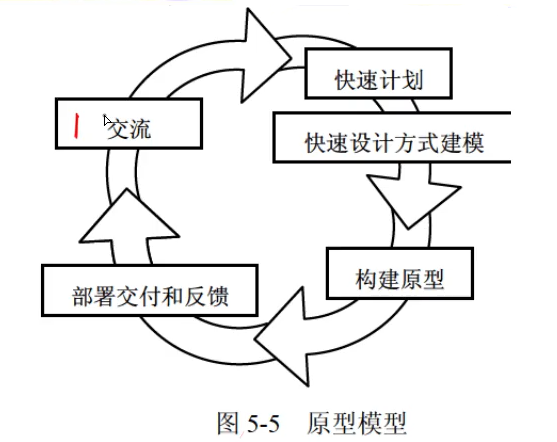 快速计划
交流
快速设计方式建模
构建原型
部署交付和反馈
图 5-5 原型模型